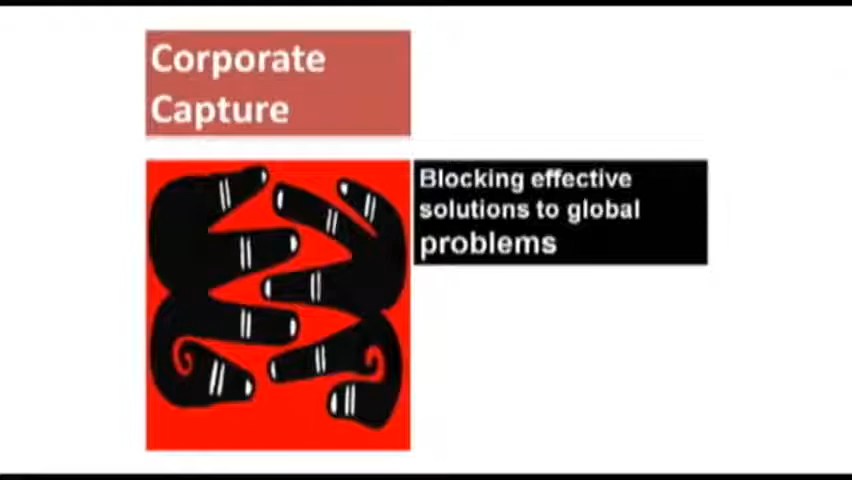 Corporate
Capture
Blocking effective
solutions to global
problems